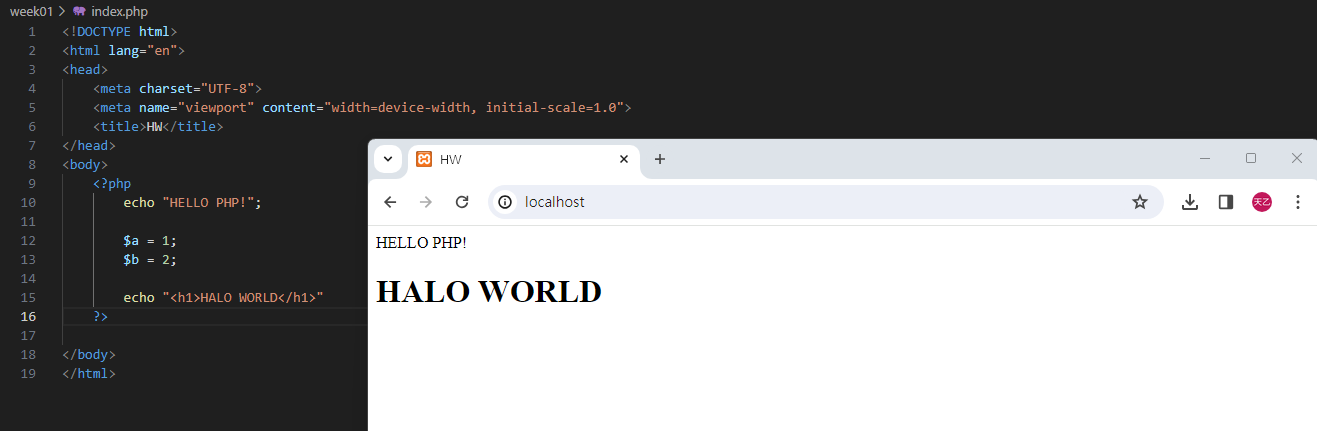 week01 > index.php
1 <!DOCTYPE html>
2 <html lang="en">
3 <head>
4 <meta charset="UTF-8">
5 <meta name="viewport" content="width=device-width, initial-scale=1.0">
6 <title>HW</title>
7 </head>
8 <body>
9 <?php
10 echo "HELLO PHP!";
11
12 $a = 1;
13 $b = 2;
14
15 echo "<h1>HALO WORLD</h1>"
16 ?>
17
18 </body>
19 </html>
HW
localhost
天乙
HELLO PHP!
HALO WORLD